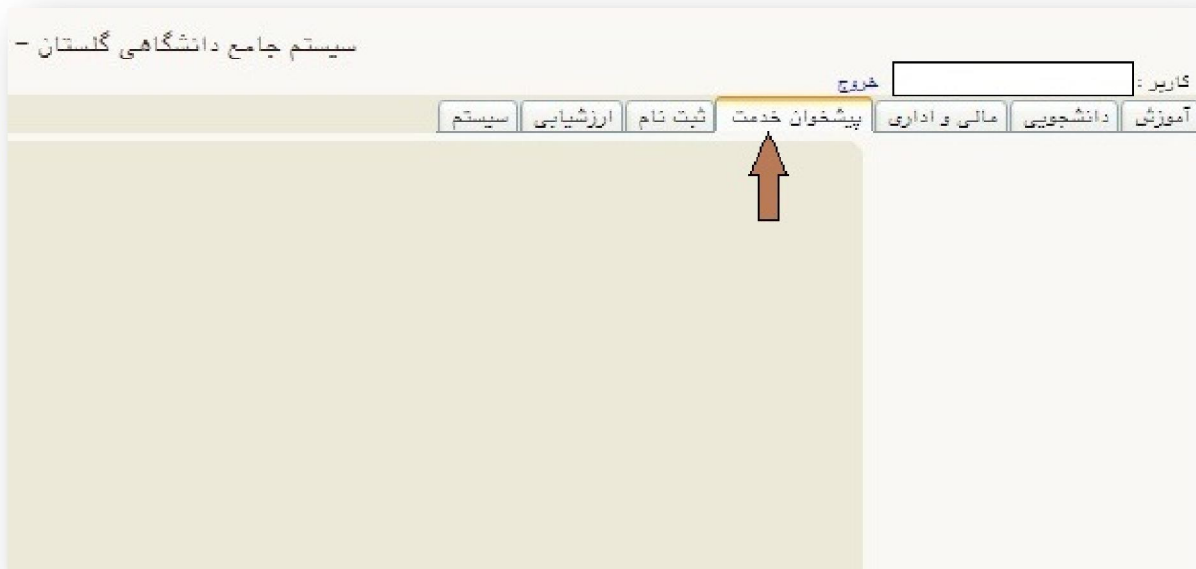 سیستم جامع دانشگاهی گلستان –
کاربر : خروج
آموزش دانشجویی مالی و اداری پیشخوان خدمت ثبت نام ارزشیابی سیستم